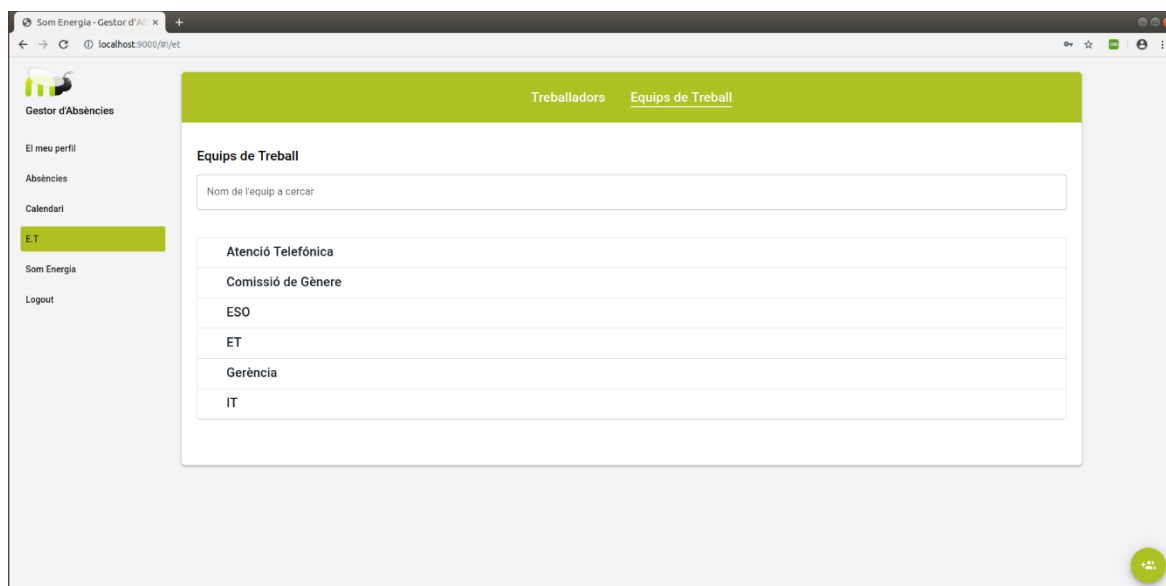 Som Energia - Gestor d'Ab
localhost:9000/#!/et
Gestor d'Absències
El meu perfil
Absències
Calendari
E.T
Som Energia
Logout
Treballadors Equips de Treball
Equips de Treball
Nom de l'equip a cercar
Atenció Telefónica
Comissió de Gènere
ESO
ET
Gerència
IT